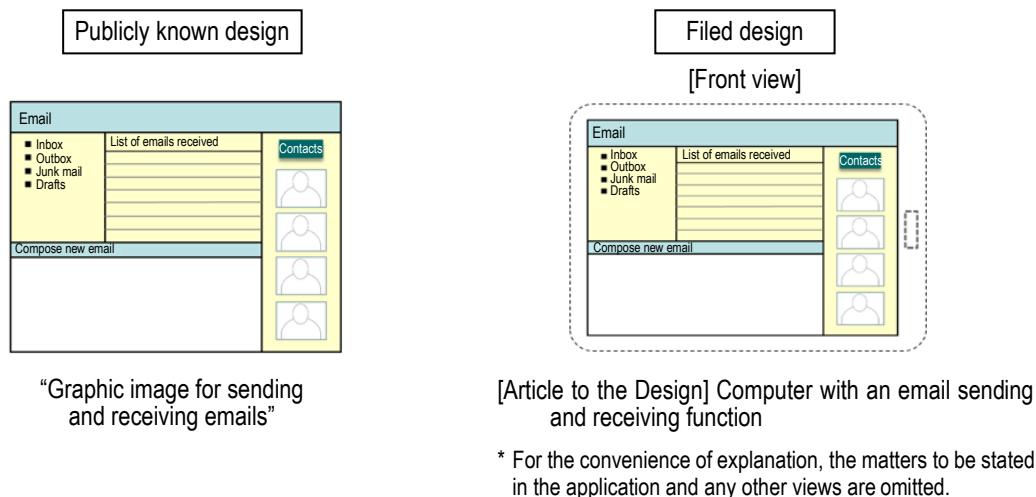 Publicly known design
Email
Inbox
Outbox
Junk mail
Drafts
List of emails received
Contacts
Compose new email
“Graphic image for sending
and receiving emails”
Filed design
[Front view]
Email
Inbox
Outbox
Junk mail
Drafts
List of emails received
Contacts
Compose new email
[Article to the Design] Computer with an email sending
and receiving function
* For the convenience of explanation, the matters to be stated
in the application and any other views are omitted.